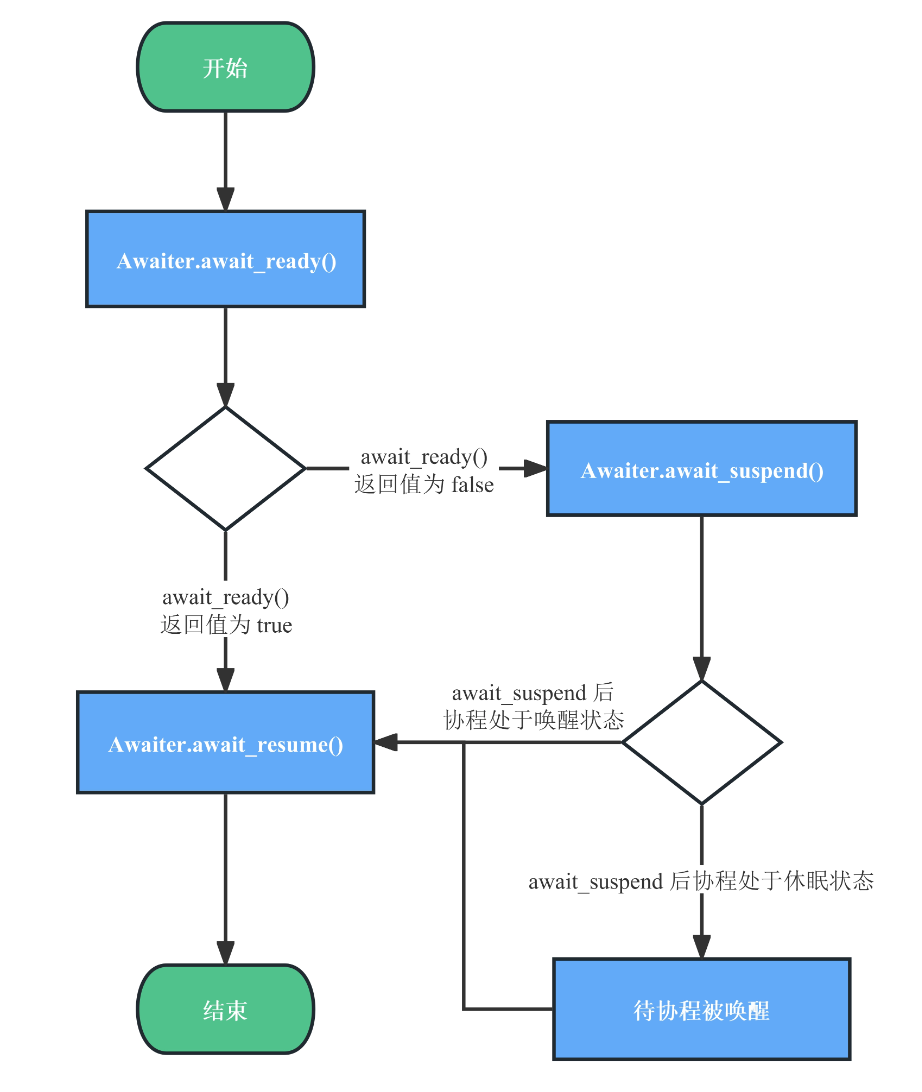 开始
Awaiter.await_ready()
await_ready()
返回值为 false
Awaiter.await_suspend()
await_ready()
返回值为 true
await_suspend 后
协程处于唤醒状态
Awaiter.await_resume()
await_suspend 后协程处于休眠状态
结束
待协程被唤醒